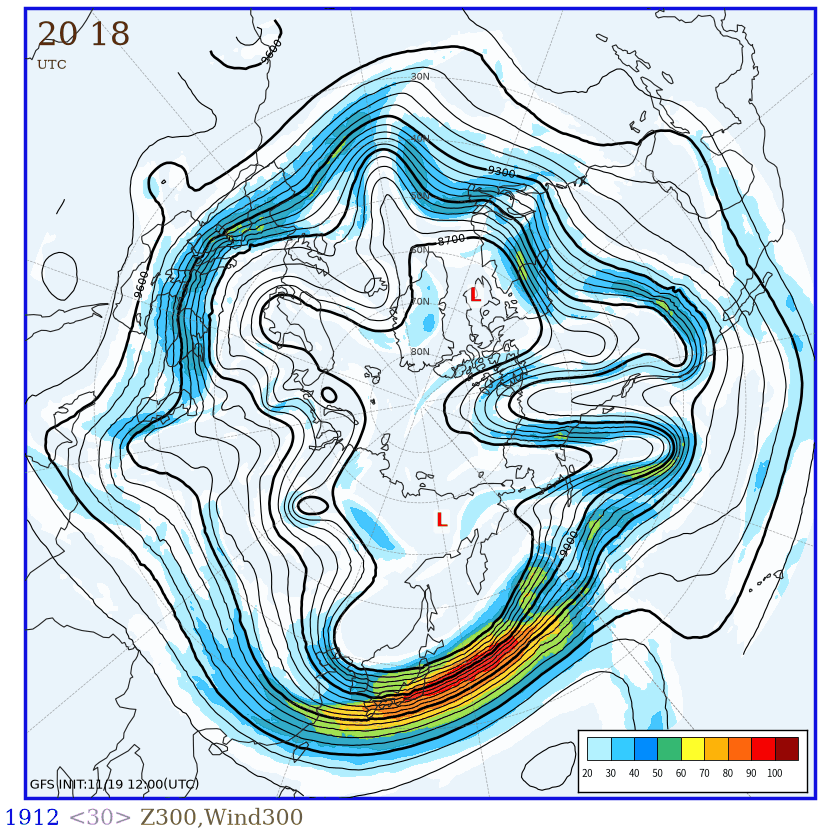 20 18
UTC
9600
30N
40N
9300
50N
8700
60N
9600
L
70N
80N
L
9000
20 30 40 50 60 70 80 90 100
GFS INIT:11/19 12:00(UTC)
1912 <30> Z300,Wind300